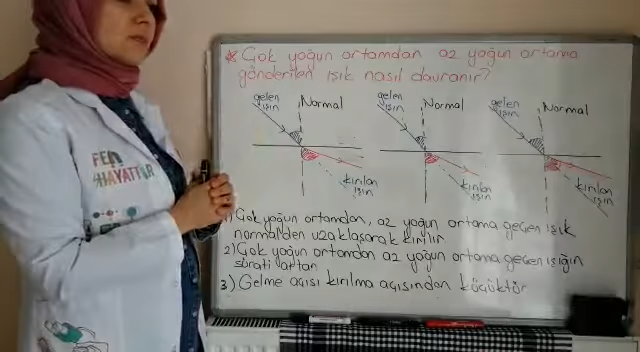 * Çok yoğun ortamdan az yoğun ortama
gönderilen ışık nasıl davranır?
gelen ışın
Normal
kırılan ışın
gelen ışın
Normal
kırılan ışın
gelen ışın
Normal
kırılan ışın
1) Çok yoğun ortamdan, az yoğun ortama geçen ışık
normalden uzaklaşarak kırılır
2) Çok yoğun ortamdan az yoğun ortama geçen ışığın
sürati artar
3) Gelme açısı kırılma açısından küçüktür
FEN
HAYATTIR